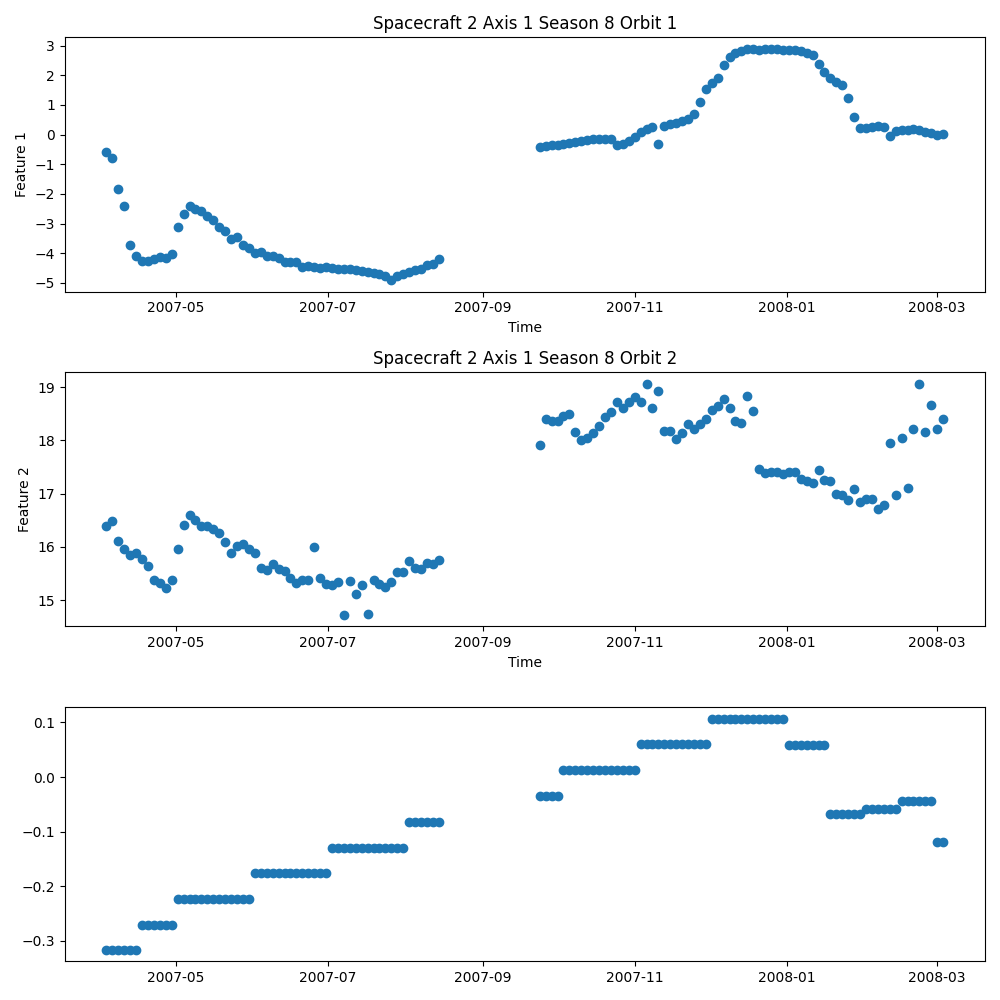 Spacecraft 2 Axis 1 Season 8 Orbit 1
3
2
1
0
−1
−2
−3
−4
−5
Feature 1
2007-05 2007-07 2007-09 2007-11 2008-01 2008-03
Time
Spacecraft 2 Axis 1 Season 8 Orbit 2
19
18
17
16
15
Feature 2
2007-05 2007-07 2007-09 2007-11 2008-01 2008-03
Time
0.1
0.0
−0.1
−0.2
−0.3
2007-05 2007-07 2007-09 2007-11 2008-01 2008-03